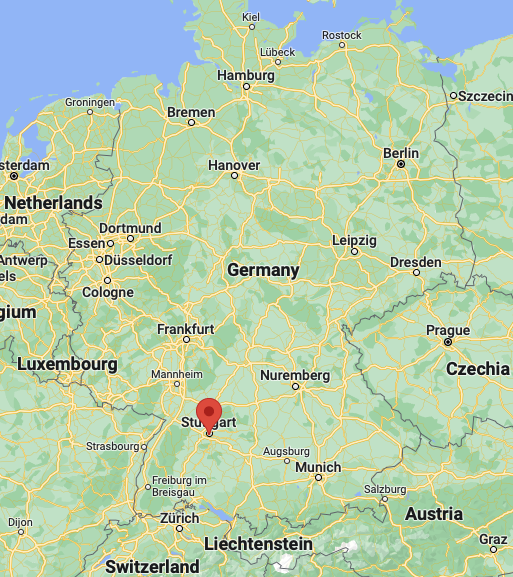 Kiel
Rostock
Lübeck
Hamburg
Szczecin
Groningen
Bremen
Berlin
Hanover
sterdam
Netherlands
dam
Dortmund
Essen
Leipzig
Antwerp
Düsseldorf
Dresden
Germany
els
Cologne
gium
Frankfurt
Prague
Luxembourg
Czechia
Mannheim
Nuremberg
Stuttgart
Strasbourg
Augsburg
Munich
Freiburg im
Breisgau
Salzburg
Dijon
Zürich
Austria
Liechtenstein
Graz
Switzerland